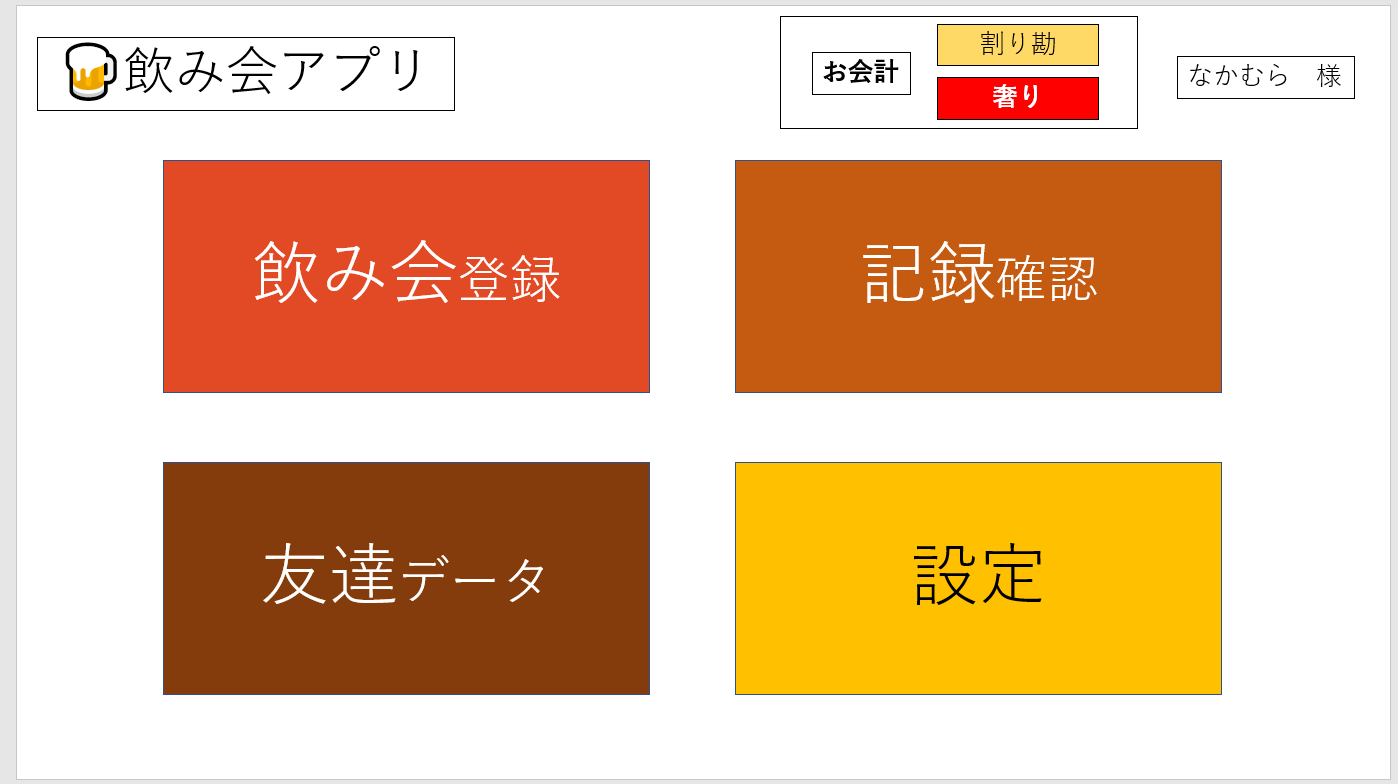 🍺飲み会アプリ
お会計
割り勘
奢り
なかむら　様
飲み会登録
記録確認
友達データ
設定